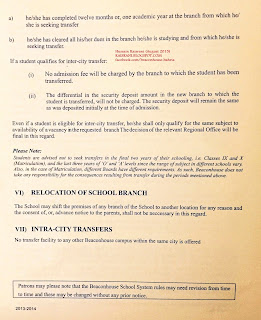 a) he/she has completed twelve months or, one academic year at the branch from which he/
she is seeking transfer
b) he/she has cleared all his/her dues in the branch he/she is studying and from which he/she is
seeking transfer.
If a student qualifies for inter-city transfer:
(i) No admission fee will be charged by the branch to which the student has been
transferred.
(ii) The differential in the security deposit amount in the new branch to which the
student is transferred, will not be charged. The security deposit will remain the same
as was deposited initially at the time of admission.
Even if a student is eligible for inter-city transfer, he/she shall only qualify for the same subject to
availability of a vacancy in the requested branch The decision of the relevant Regional Office will be
final in this regard.
Please Note:
Students are advised not to seek transfers in the final two years of their schooling, i.e. Classes IX and X
(Matriculation), and the last three years of 'O' and 'A' levels since the range of subject in different schools vary
Also, in the case of Matriculation, different Boards have different requirements. As such, Beaconhouse does not
take any responsibility for the consequences resulting from transfer during the periods mentioned above
VI) RELOCATION OF SCHOOL BRANCH
The School may shift the premises of any branch of the School to another location for any reason and
the consent of, or, advance notice to the parents, shall not be necessary in this regard.
VII) INTRA-CITY TRANSFERS
No transfer facility to any other Beaconhouse campus within the same city is offered
Patrons may please note that the Beaconhouse School System rules may need revision from time
to time and these may be changed without any prior notice.
2013-2014